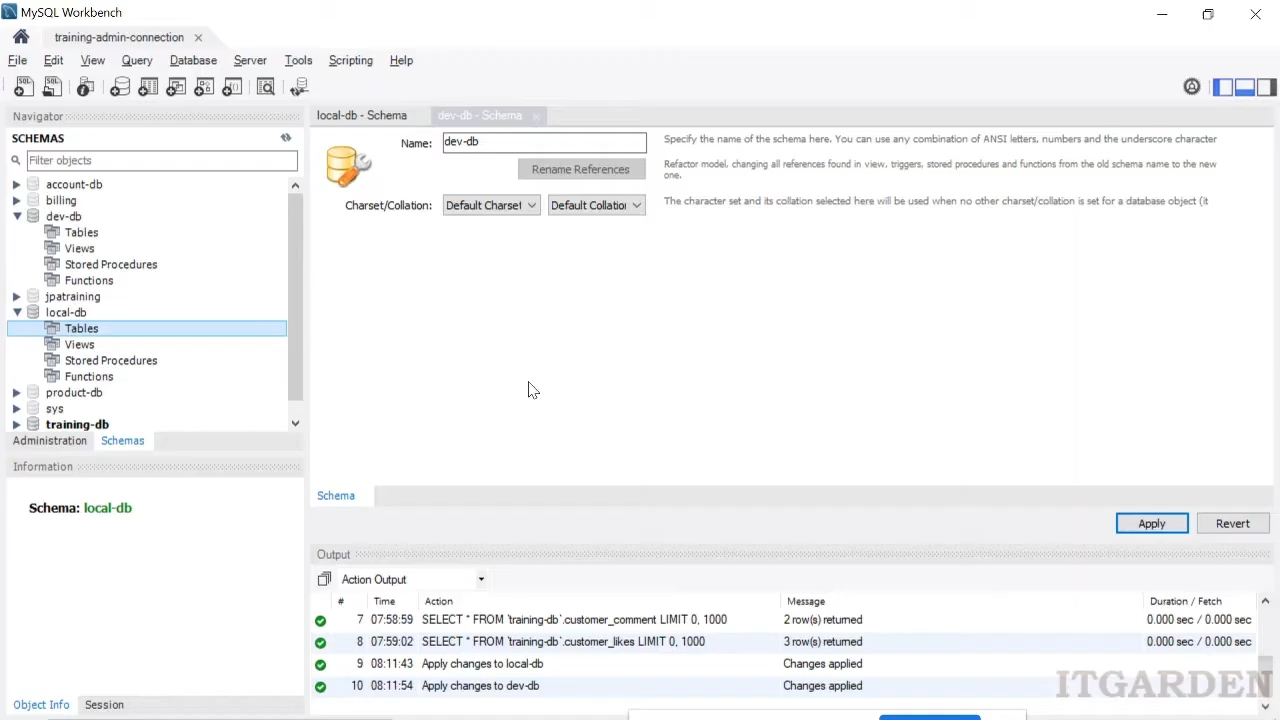 MySQL Workbench
training-admin-connection
File Edit View Query Database Server Tools Scripting Help
Navigator
SCHEMAS
Filter objects
account-db
billing
dev-db
Tables
Views
Stored Procedures
Functions
jpatraining
local-db
Tables
Views
Stored Procedures
Functions
product-db
sys
training-db
Administration Schemas
Information
Schema: local-db
Object Info Session
local-db - Schema dev-db - Schema
Name: dev-db Specify the name of the schema here. You can use any combination of ANSI letters, numbers and the underscore character
Rename References Refactor model, changing all references found in view, triggers, stored procedures and functions from the old schema name to the new
one.
Charset/Collation: Default Charset Default Collation The character set and its collation selected here will be used when no other charset/collation is set for a database object (it
Schema
Apply Revert
Output
Action Output
# Time Action Message Duration / Fetch
7 07:58:59 SELECT * FROM `training-db`.customer_comment LIMIT 0, 1000 2 row(s) returned 0.000 sec / 0.000 sec
8 07:59:02 SELECT * FROM `training-db`.customer_likes LIMIT 0, 1000 3 row(s) returned 0.000 sec / 0.000 sec
9 08:11:43 Apply changes to local-db Changes applied
10 08:11:54 Apply changes to dev-db Changes applied
ITGARDEN